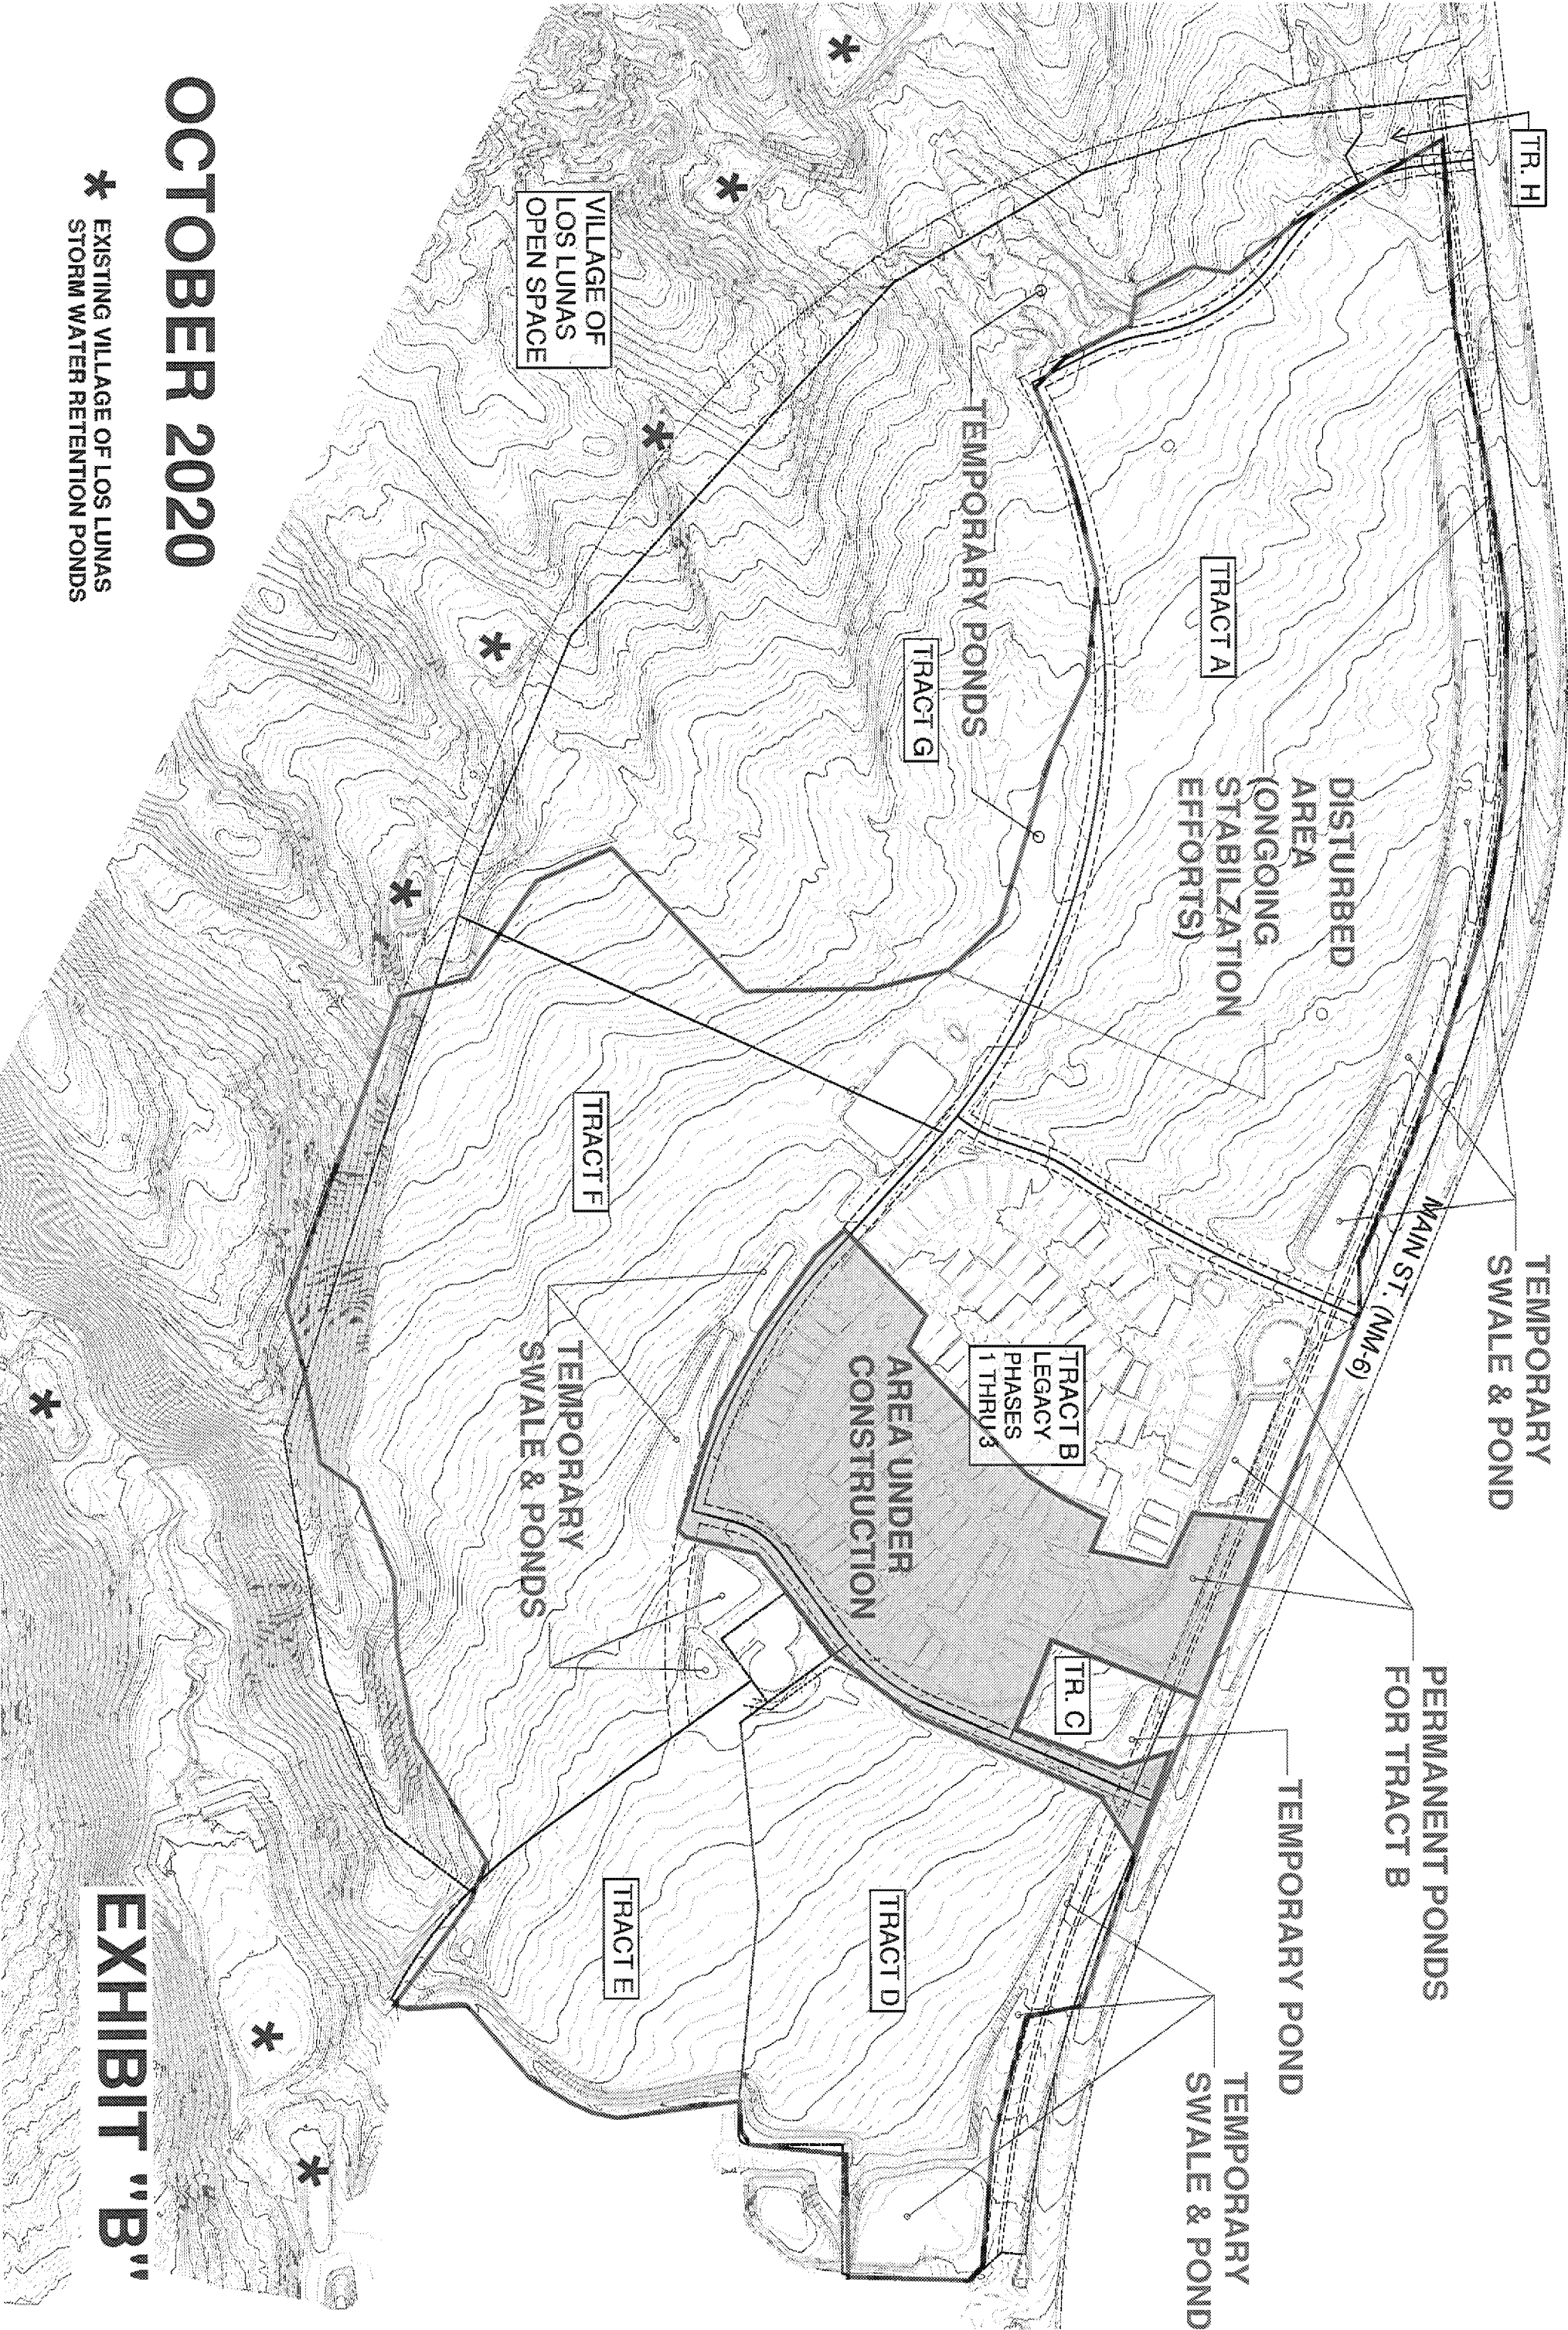 TR. H
MAIN ST. (NM-6)
TEMPORARY
SWALE & POND
PERMANENT PONDS
FOR TRACT B
TEMPORARY POND
TEMPORARY
SWALE & POND
DISTURBED
AREA
(ONGOING
STABILZATION
EFFORTS)
TRACT A
TRACT B
LEGACY
PHASES
1 THRU 3
TR. C
AREA UNDER
CONSTRUCTION
TEMPORARY PONDS
TRACT G
TRACT D
TEMPORARY
SWALE & PONDS
TRACT F
TRACT E
VILLAGE OF
LOS LUNAS
OPEN SPACE
OCTOBER 2020
* EXISTING VILLAGE OF LOS LUNAS
STORM WATER RETENTION PONDS
EXHIBIT "B"